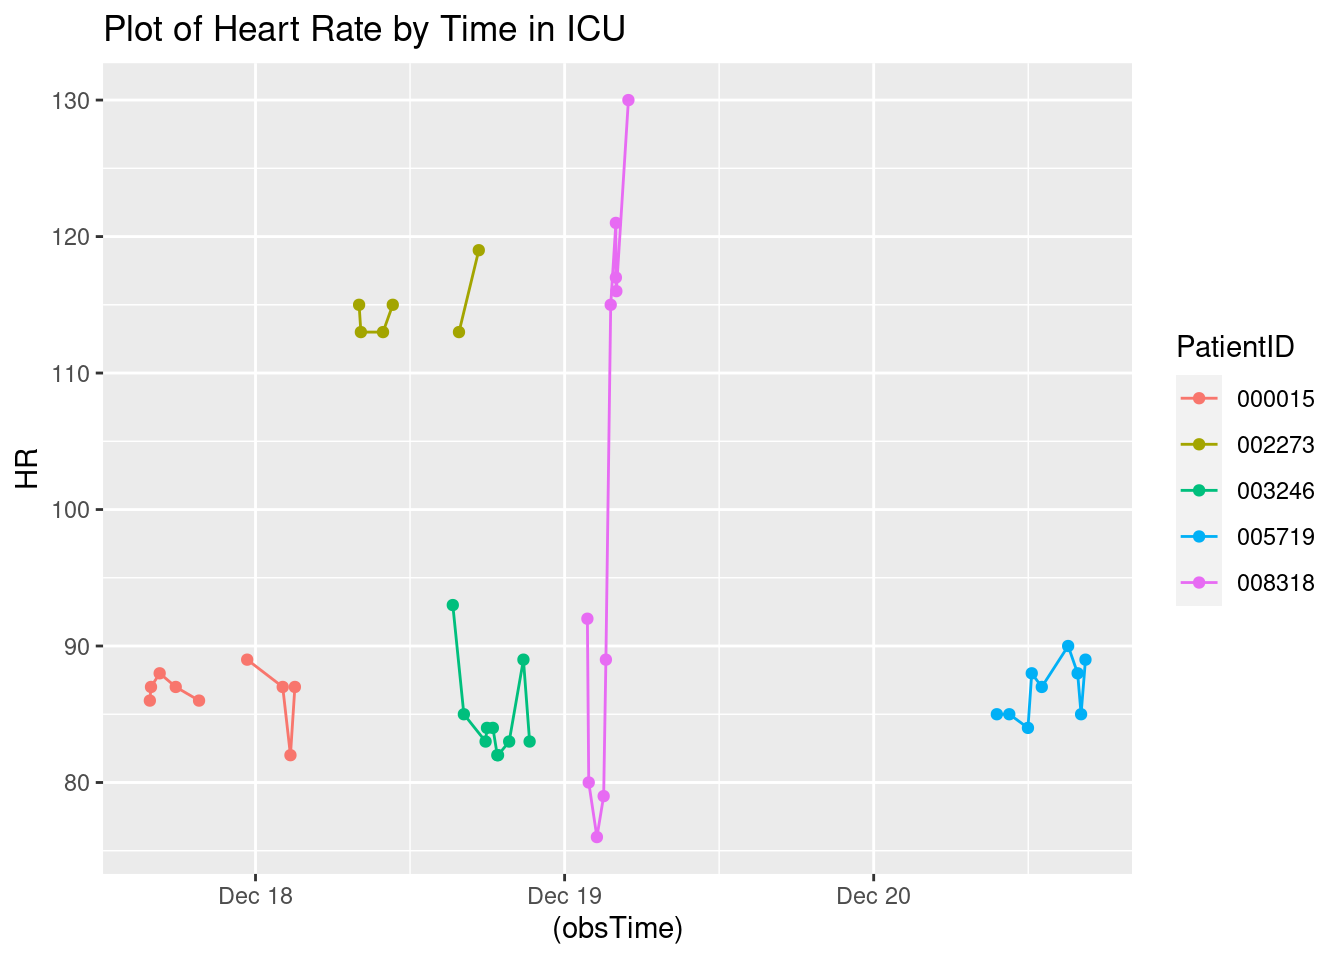 Plot of Heart Rate by Time in ICU
130
120
110
100
90
80
HR
Dec 18
Dec 19
Dec 20
(obsTime)
PatientID
000015
002273
003246
005719
008318